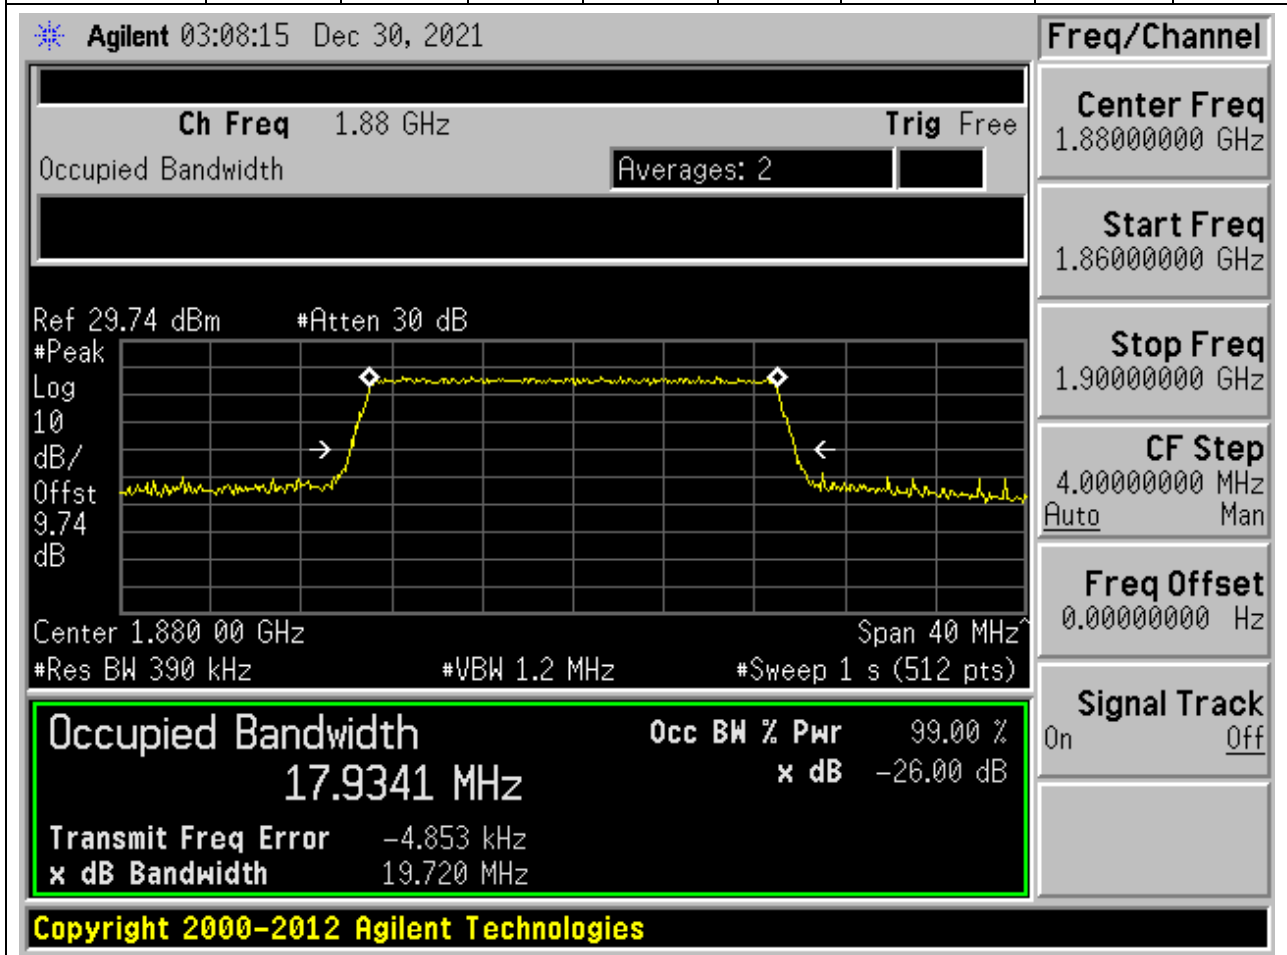 Agilent 03:08:15 Dec 30, 2021
Freq/Channel
Ch Freq 1.88 GHz Trig Free
Occupied Bandwidth Averages: 2
Center Freq
1.88000000 GHz
Start Freq
1.86000000 GHz
Stop Freq
1.90000000 GHz
CF Step
4.00000000 MHz
Auto Man
Freq Offset
0.00000000 Hz
Signal Track
On Off
Ref 29.74 dBm #Atten 30 dB
#Peak
Log
10
dB/
Offst
9.74
dB
Center 1.880 00 GHz Span 40 MHz^
#Res BW 390 kHz #VBW 1.2 MHz #Sweep 1 s (512 pts)
Occupied Bandwidth Occ BW % Pwr 99.00 %
17.9341 MHz x dB -26.00 dB
Transmit Freq Error -4.853 kHz
x dB Bandwidth 19.720 MHz
Copyright 2000-2012 Agilent Technologies